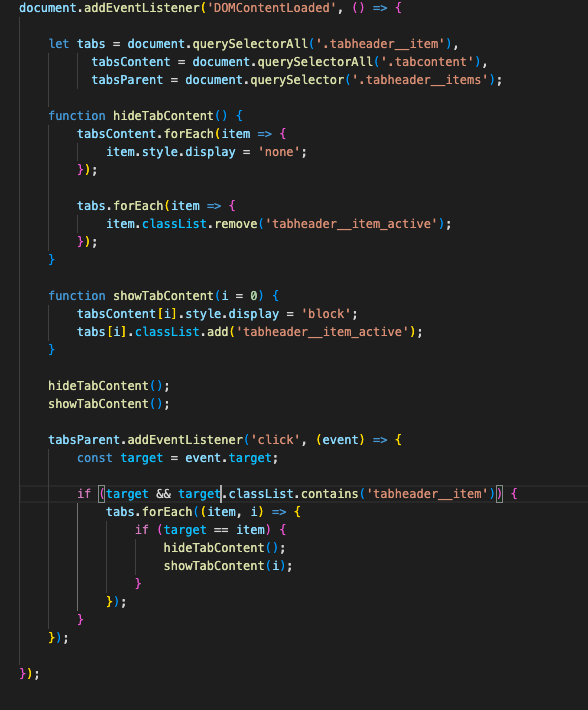 document.addEventListener('DOMContentLoaded', () => {
let tabs = document.querySelectorAll('.tabheader__item'),
tabsContent = document.querySelectorAll('.tabcontent'),
tabsParent = document.querySelector('.tabheader__items');
function hideTabContent() {
tabsContent.forEach(item => {
item.style.display = 'none';
});
tabs.forEach(item => {
item.classList.remove('tabheader__item_active');
});
}
function showTabContent(i = 0) {
tabsContent[i].style.display = 'block';
tabs[i].classList.add('tabheader__item_active');
}
hideTabContent();
showTabContent();
tabsParent.addEventListener('click', (event) => {
const target = event.target;
if (target && target.classList.contains('tabheader__item')) {
tabs.forEach((item, i) => {
if (target == item) {
hideTabContent();
showTabContent(i);
}
});
}
});
});